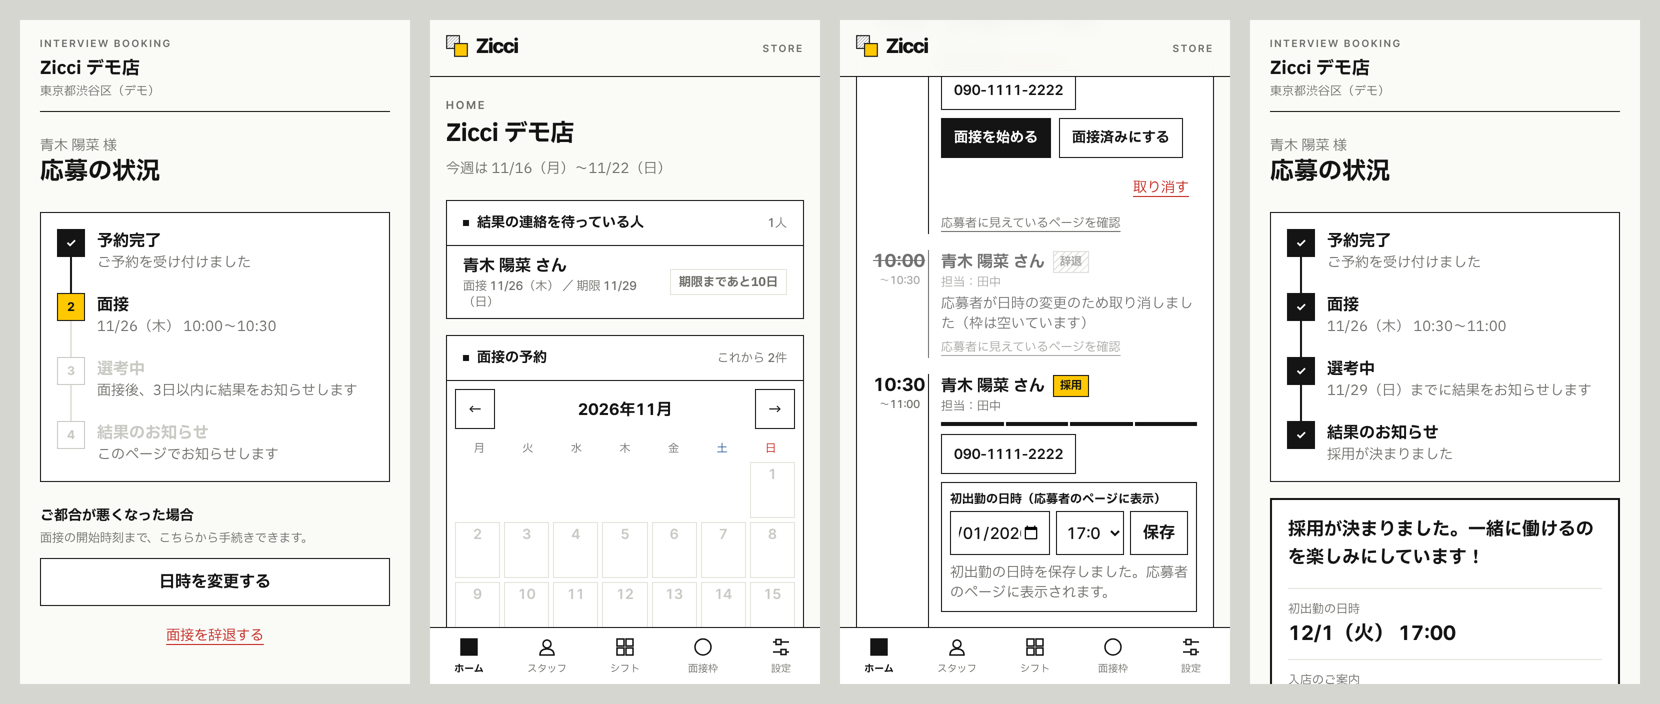 INTERVIEW BOOKING
Zicci デモ店
東京都渋谷区（デモ）
青木 陽菜 様
応募の状況
予約完了
ご予約を受け付けました
2
面接
11/26（木） 10:00〜10:30
3
選考中
面接後、3日以内に結果をお知らせします
4
結果のお知らせ
このページでお知らせします
ご都合が悪くなった場合
面接の開始時刻まで、こちらから手続きできます。
日時を変更する
面接を辞退する
Zicci
STORE
HOME
Zicci デモ店
今週は 11/16（月）〜11/22（日）
■ 結果の連絡を待っている人
1人
青木 陽菜 さん
面接 11/26（木） ／ 期限 11/29
（日）
期限まであと10日
■ 面接の予約
これから 2件
←
2026年11月
→
月 火 水 木 金 土 日
1
2 3 4 5 6 7 8
9 10 11 12 13 14 15
ホーム スタッフ シフト 面接枠 設定
Zicci
STORE
090-1111-2222
面接を始める
面接済みにする
取り消す
応募者に見えているページを確認
10:00
〜10:30
青木 陽菜 さん 辞退
担当：田中
応募者が日時の変更のため取り消しまし
た（枠は空いています）
応募者に見えているページを確認
10:30
〜11:00
青木 陽菜 さん 採用
担当：田中
090-1111-2222
初出勤の日時（応募者のページに表示）
/01/202
17:0
保存
初出勤の日時を保存しました。応募者
のページに表示されます。
ホーム スタッフ シフト 面接枠 設定
INTERVIEW BOOKING
Zicci デモ店
東京都渋谷区（デモ）
青木 陽菜 様
応募の状況
予約完了
ご予約を受け付けました
面接
11/26（木） 10:30〜11:00
選考中
11/29（日）までに結果をお知らせします
結果のお知らせ
採用が決まりました
採用が決まりました。一緒に働けるの
を楽しみにしています！
初出勤の日時
12/1（火） 17:00
入店のご案内